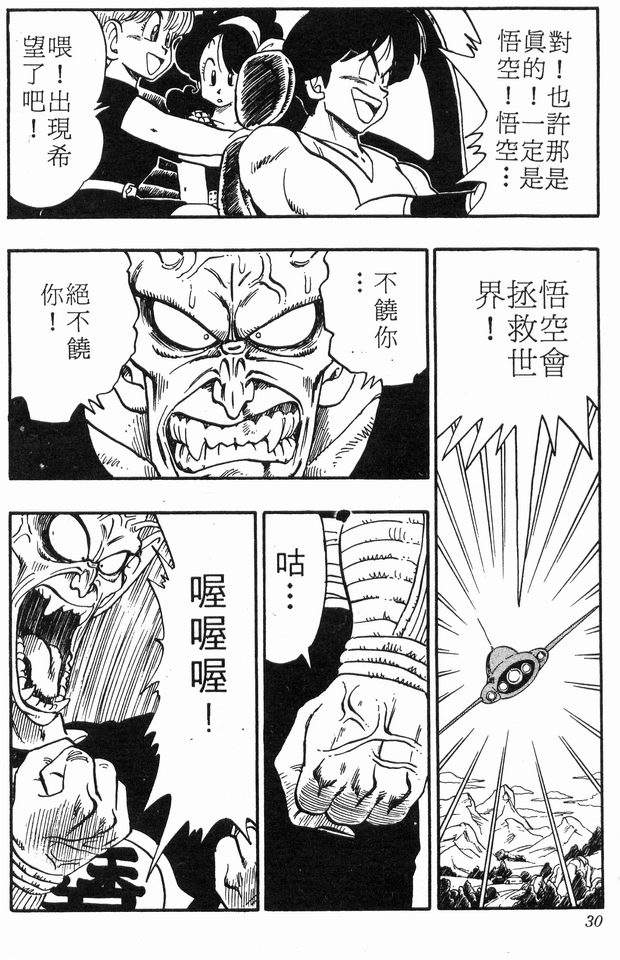 對！也許那是
真的！一定是
悟空！悟空…
喂！出現希
望了吧！
悟空會
拯救世
界！
不饒你
…
絕不饒
你！
咕…
喔喔喔！
30